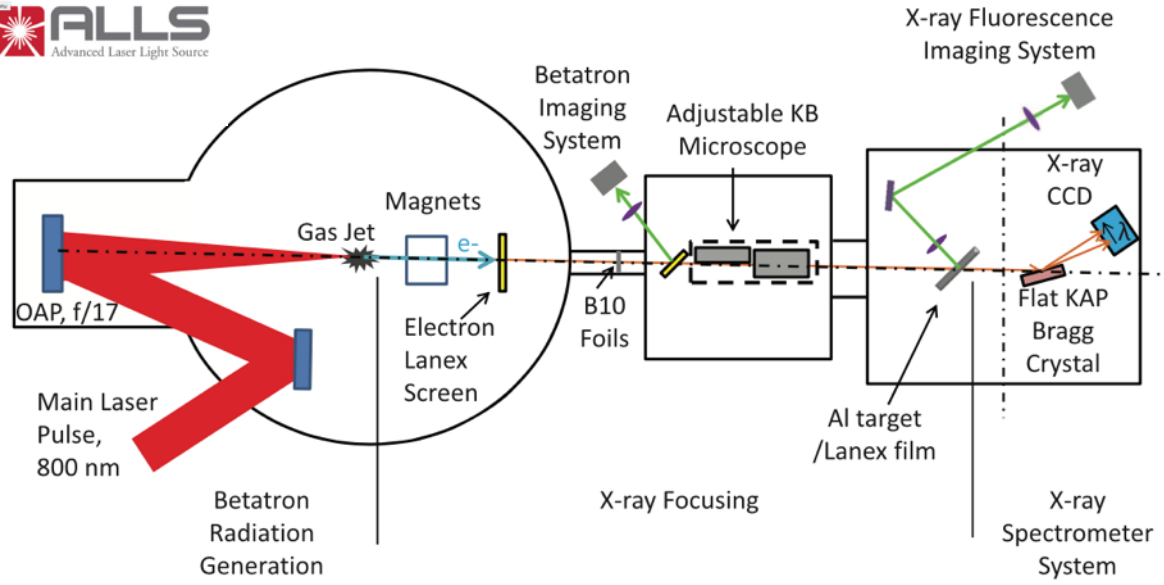 ALLS
Advanced Laser Light Source
X-ray Fluorescence
Imaging System
Betatron
Imaging
System
Adjustable KB
Microscope
X-ray
CCD
Magnets
Gas Jet
e-
λ
OAP, f/17
B10
Foils
Flat KAP
Bragg
Crystal
Electron
Lanex
Screen
Main Laser
Pulse,
800 nm
Al target
/Lanex film
Betatron
Radiation
Generation
X-ray Focusing
X-ray
Spectrometer
System